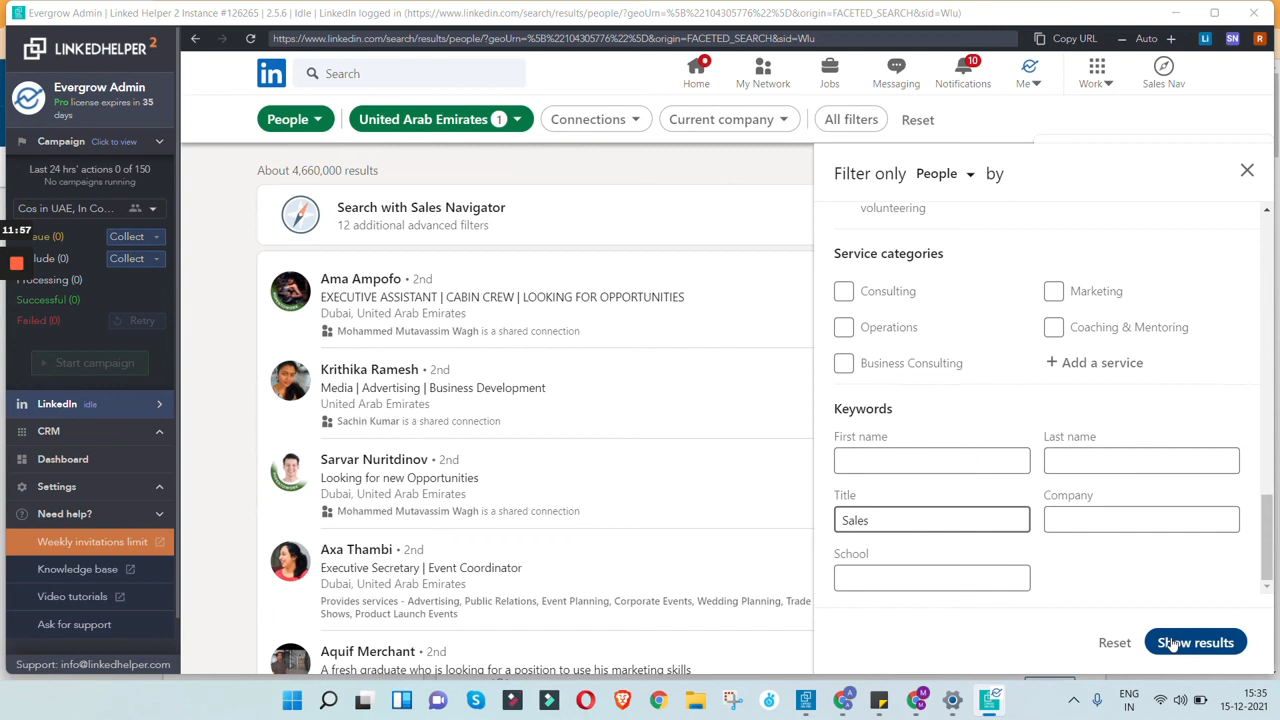 Evergrow Admin | Linked Helper 2 Instance #126265 | 2.5.6 | Idle | LinkedIn logged in (https://www.linkedin.com/search/results/people/?geoUrn=%5B%22104305776%22%5D&origin=FACETED_SEARCH&sid=Wlu)
LINKEDHELPER 2
https://www.linkedin.com/search/results/people/?geoUrn=%5B%22104305776%22%5D&origin=FACETED_SEARCH&sid=Wlu
Copy URL
Auto
Li
SN
R
Evergrow Admin
Pro license expires in 35
days
in
Search
Home
My Network
Jobs
Messaging
10
Notifications
Me
Work
Sales Nav
People
United Arab Emirates 1
Connections
Current company
All filters
Reset
Campaign Click to view
Last 24 hrs' actions 0 of 150
No campaigns running
Cos in UAE, In Co...
11:57
ue (0)
Collect
lude (0)
Collect
Processing (0)
Successful (0)
Failed (0)
Retry
Start campaign
in LinkedIn idle
CRM
Dashboard
Settings
Need help?
Weekly invitations limit
Knowledge base
Video tutorials
Ask for support
Support: info@linkedhelper.com
About 4,660,000 results
Search with Sales Navigator
12 additional advanced filters
Ama Ampofo • 2nd
EXECUTIVE ASSISTANT | CABIN CREW | LOOKING FOR OPPORTUNITIES
Dubai, United Arab Emirates
Mohammed Mutavassim Wagh is a shared connection
Krithika Ramesh • 2nd
Media | Advertising | Business Development
United Arab Emirates
Sachin Kumar is a shared connection
Sarvar Nuritdinov • 2nd
Looking for new Opportunities
Dubai, United Arab Emirates
Mohammed Mutavassim Wagh is a shared connection
Axa Thambi • 2nd
Executive Secretary | Event Coordinator
Dubai, United Arab Emirates
Provides services - Advertising, Public Relations, Event Planning, Corporate Events, Wedding Planning, Trade
Shows, Product Launch Events
Aquif Merchant • 2nd
A fresh graduate who is looking for a position to use his marketing skills
Filter only People by
volunteering
Service categories
Consulting
Marketing
Operations
Coaching & Mentoring
Business Consulting
+ Add a service
Keywords
First name
Last name
Title
Company
Sales
School
Reset
Show results
ENG
IN
15:35
15-12-2021